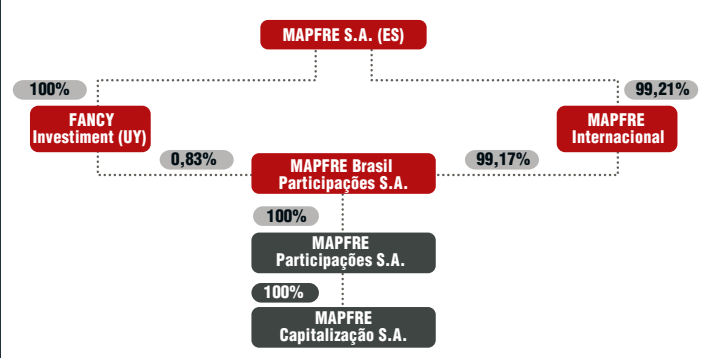 MAPFRE S.A. (ES)
100%
99,21%
FANCY
Investiment (UY)
MAPFRE
Internacional
0,83%
MAPFRE Brasil
Participações S.A.
99,17%
100%
MAPFRE
Participações S.A.
100%
MAPFRE
Capitalização S.A.